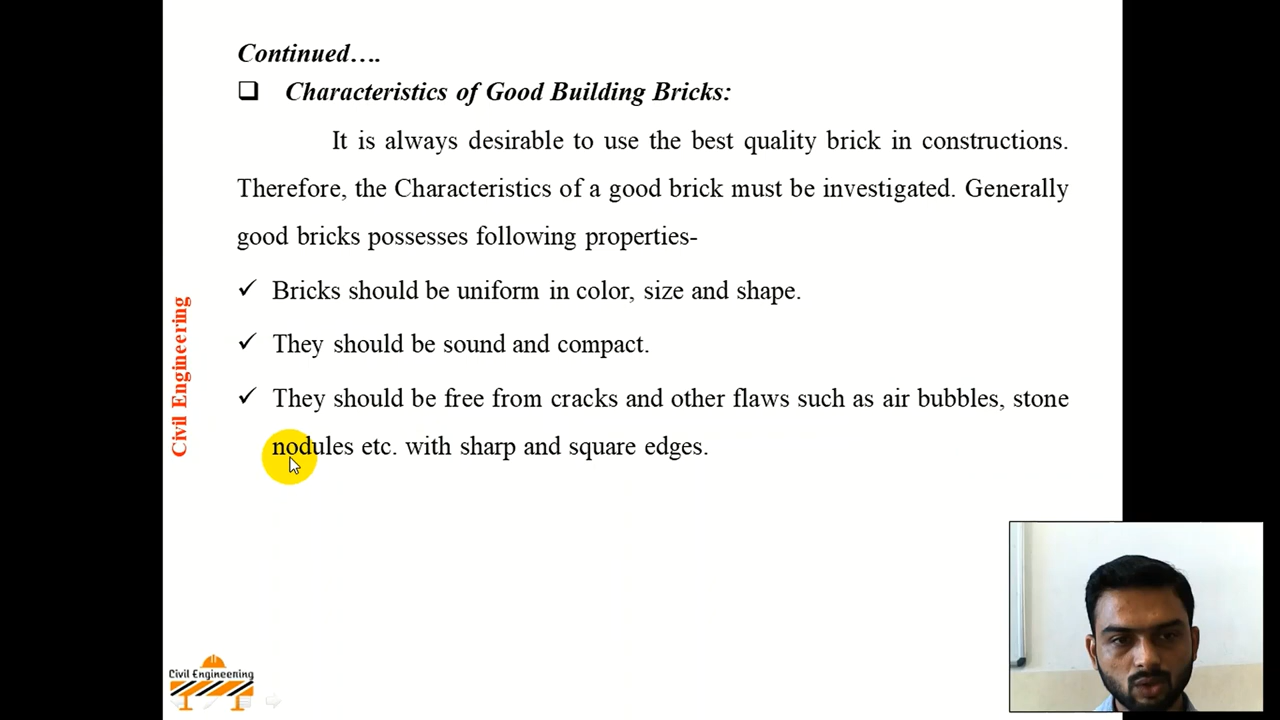 Continued….
Characteristics of Good Building Bricks:
It is always desirable to use the best quality brick in constructions.
Therefore, the Characteristics of a good brick must be investigated. Generally
good bricks possesses following properties-
Bricks should be uniform in color, size and shape.
They should be sound and compact.
They should be free from cracks and other flaws such as air bubbles, stone
nodules etc. with sharp and square edges.
Civil Engineering
Civil Engineering